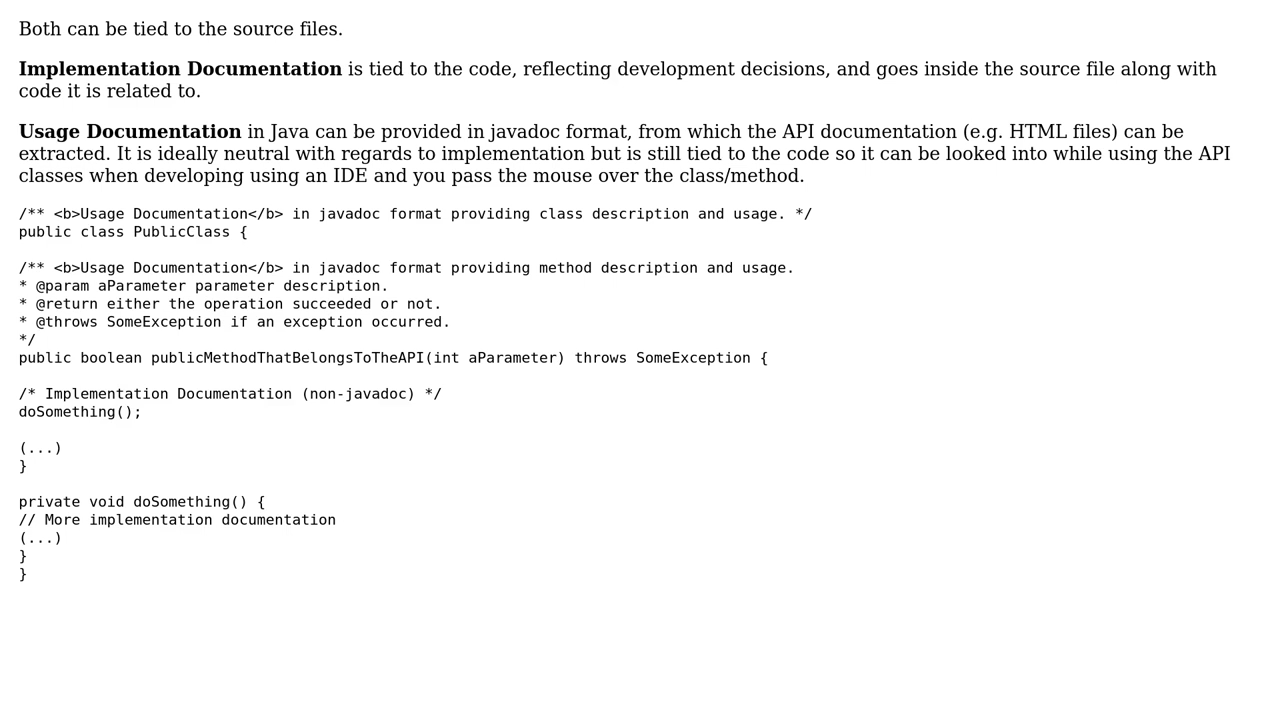 Both can be tied to the source files.
Implementation Documentation is tied to the code, reflecting development decisions, and goes inside the source file along with
code it is related to.
Usage Documentation in Java can be provided in javadoc format, from which the API documentation (e.g. HTML files) can be
extracted. It is ideally neutral with regards to implementation but is still tied to the code so it can be looked into while using the API
classes when developing using an IDE and you pass the mouse over the class/method.
/** <b>Usage Documentation</b> in javadoc format providing class description and usage. */
public class PublicClass {
/** <b>Usage Documentation</b> in javadoc format providing method description and usage.
* @param aParameter parameter description.
* @return either the operation succeeded or not.
* @throws SomeException if an exception occurred.
*/
public boolean publicMethodThatBelongsToTheAPI(int aParameter) throws SomeException {
/* Implementation Documentation (non-javadoc) */
doSomething();
(...)
}
private void doSomething() {
// More implementation documentation
(...)
}
}